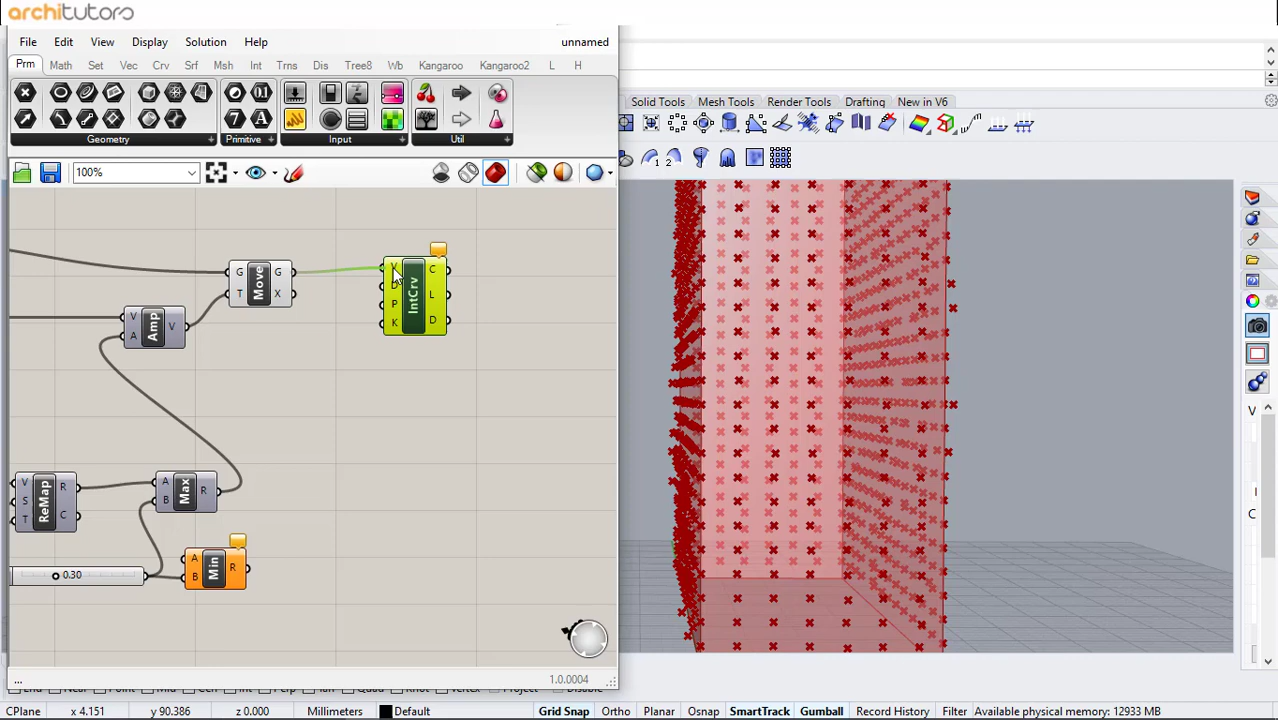 architutors
File Edit View Display Solution Help unnamed
Prm Math Set Vec Crv Srf Msh Int Trns Dis Tree8 Wb Kangaroo Kangaroo2 L H
Geometry Primitive Input Util
Solid Tools Mesh Tools Render Tools Drafting New in V6
100%
G T Move G X
V A Amp V
V D P K IntCrv C L D
V S T ReMap R C
A B Max R
A B Min R
0.30
V
C
...
1.0.0004
CPlane x 4.151 y 90.386 z 0.000 Millimeters Default Grid Snap Ortho Planar Osnap SmartTrack Gumball Record History Filter Available physical memory: 12933 MB